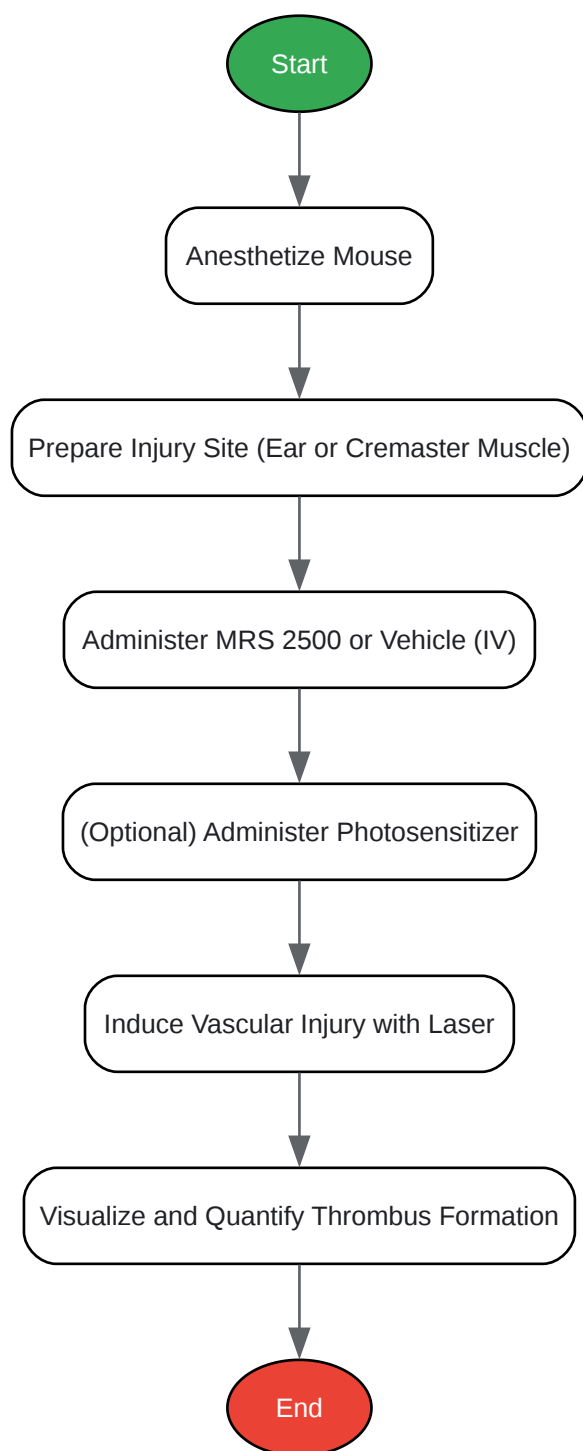 Start
Anesthetize Mouse
Prepare Injury Site (Ear or Cremaster Muscle)
Administer MRS 2500 or Vehicle (IV)
(Optional) Administer Photosensitizer
Induce Vascular Injury with Laser
Visualize and Quantify Thrombus Formation
End